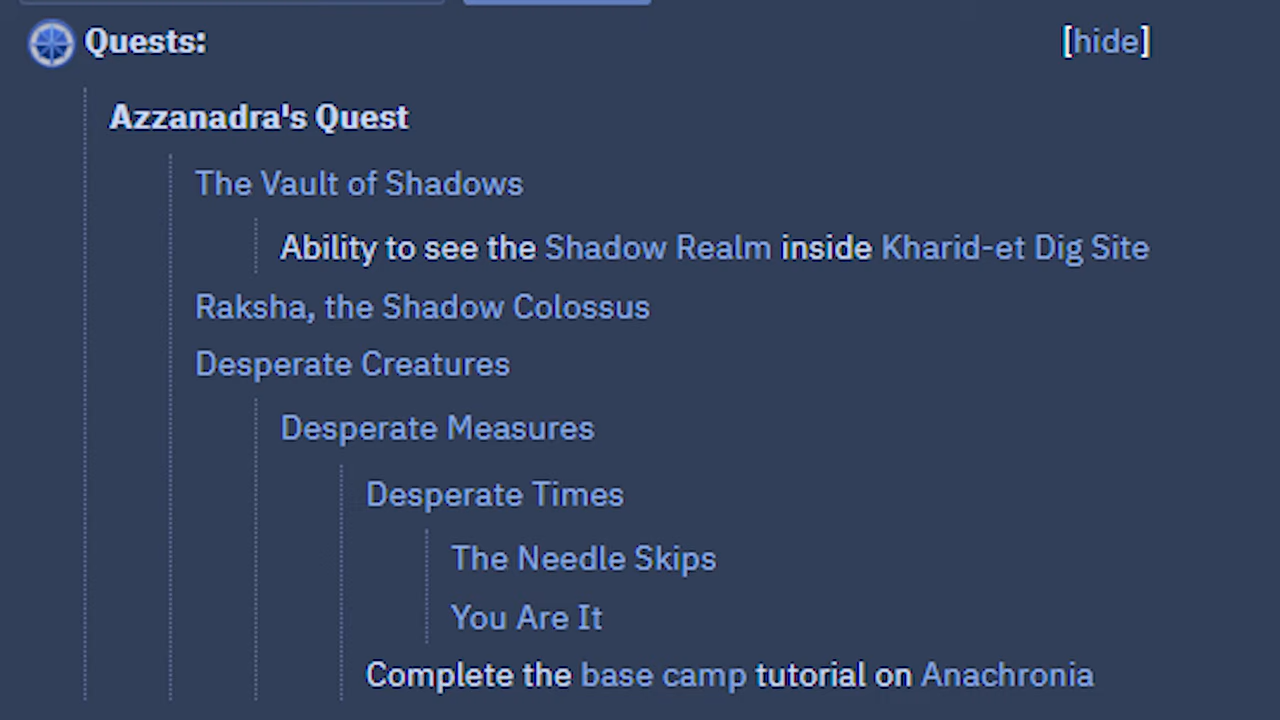 Quests: [hide]
Azzanadra's Quest
The Vault of Shadows
Ability to see the Shadow Realm inside Kharid-et Dig Site
Raksha, the Shadow Colossus
Desperate Creatures
Desperate Measures
Desperate Times
The Needle Skips
You Are It
Complete the base camp tutorial on Anachronia